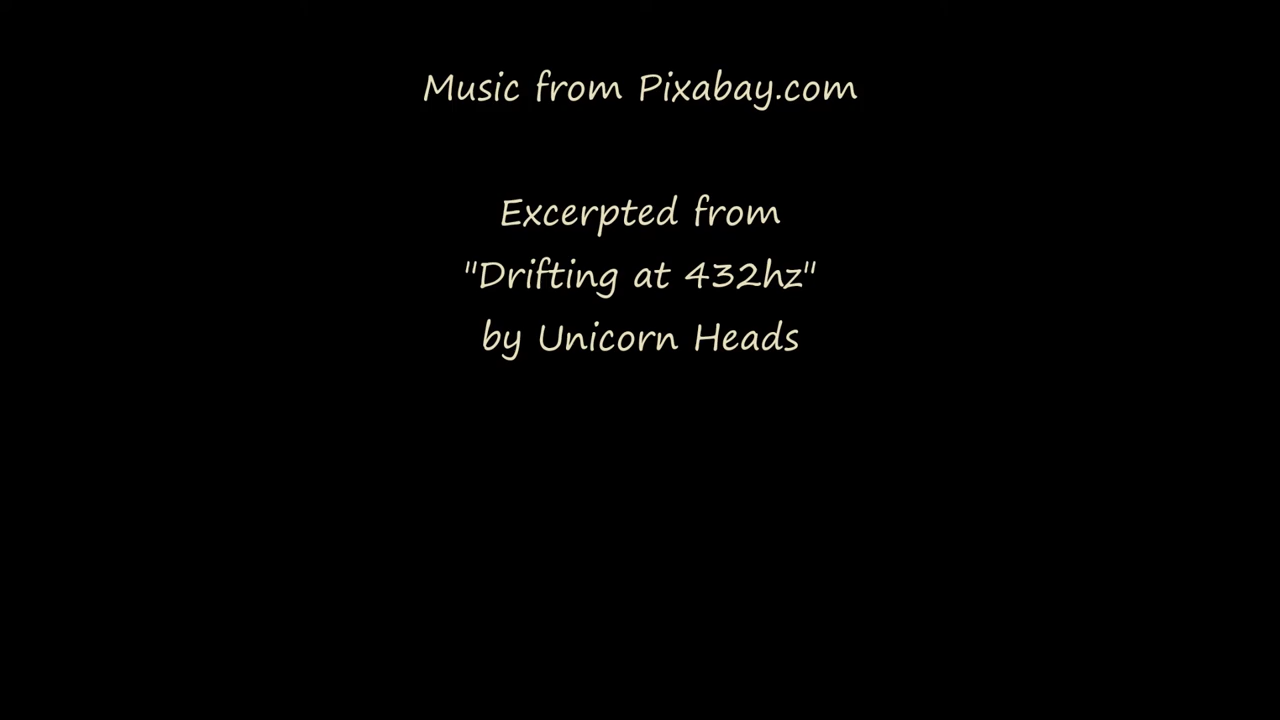 Music from Pixabay.com
Excerpted from
"Drifting at 432hz"
by Unicorn Heads